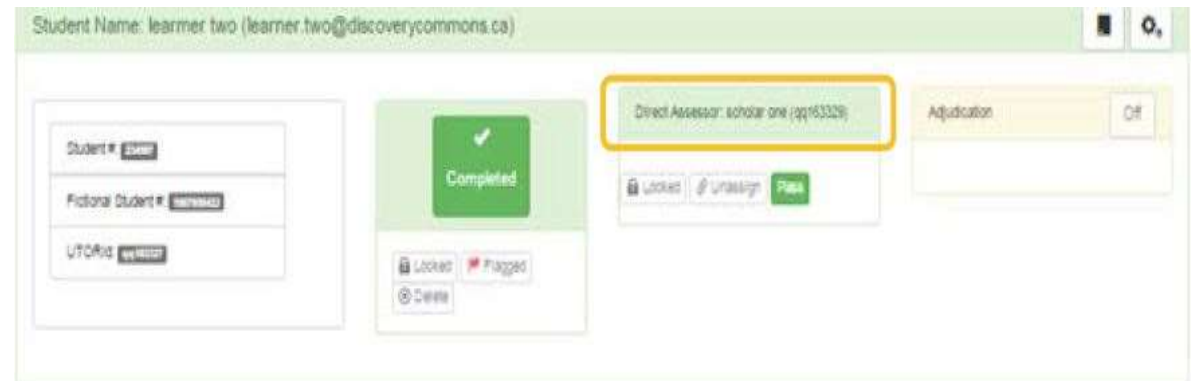 Student Name: learner two (learner.two@discoverycommons.ca)
Student #:
Fictional Student #:
UTORid:
Completed
Locked Flagged
Delete
Direct Assessor: scholar one (qq163329)
Locked Unassign Pass
Adjudication Off